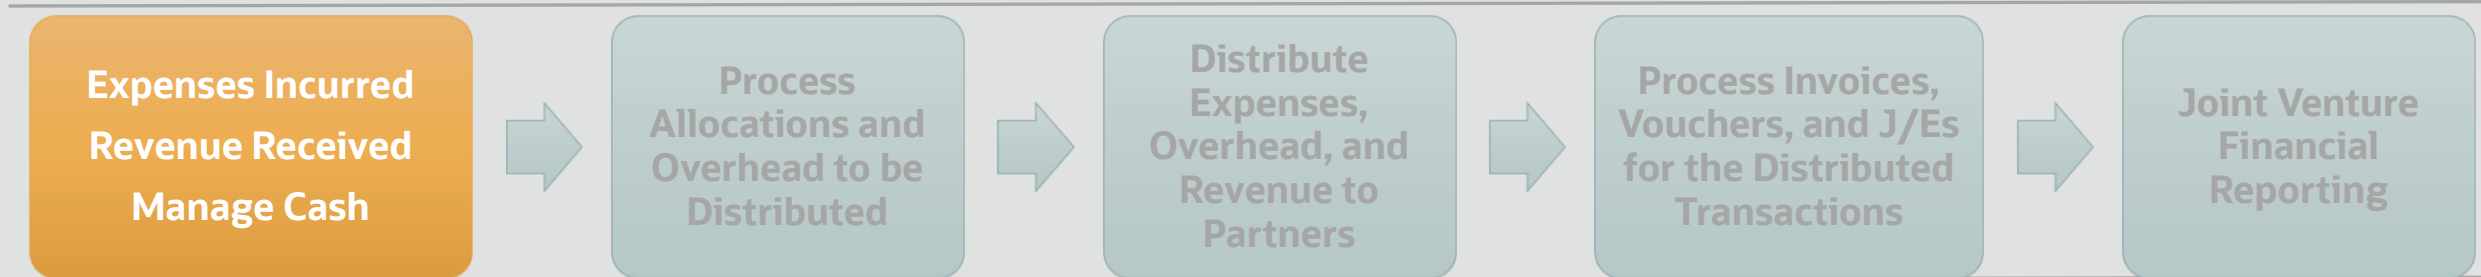 Expenses Incurred
Revenue Received
Manage Cash
Process
Allocations and
Overhead to be
Distributed
Distribute
Expenses,
Overhead, and
Revenue to
Partners
Process Invoices,
Vouchers, and J/Es
for the Distributed
Transactions
Joint Venture
Financial
Reporting